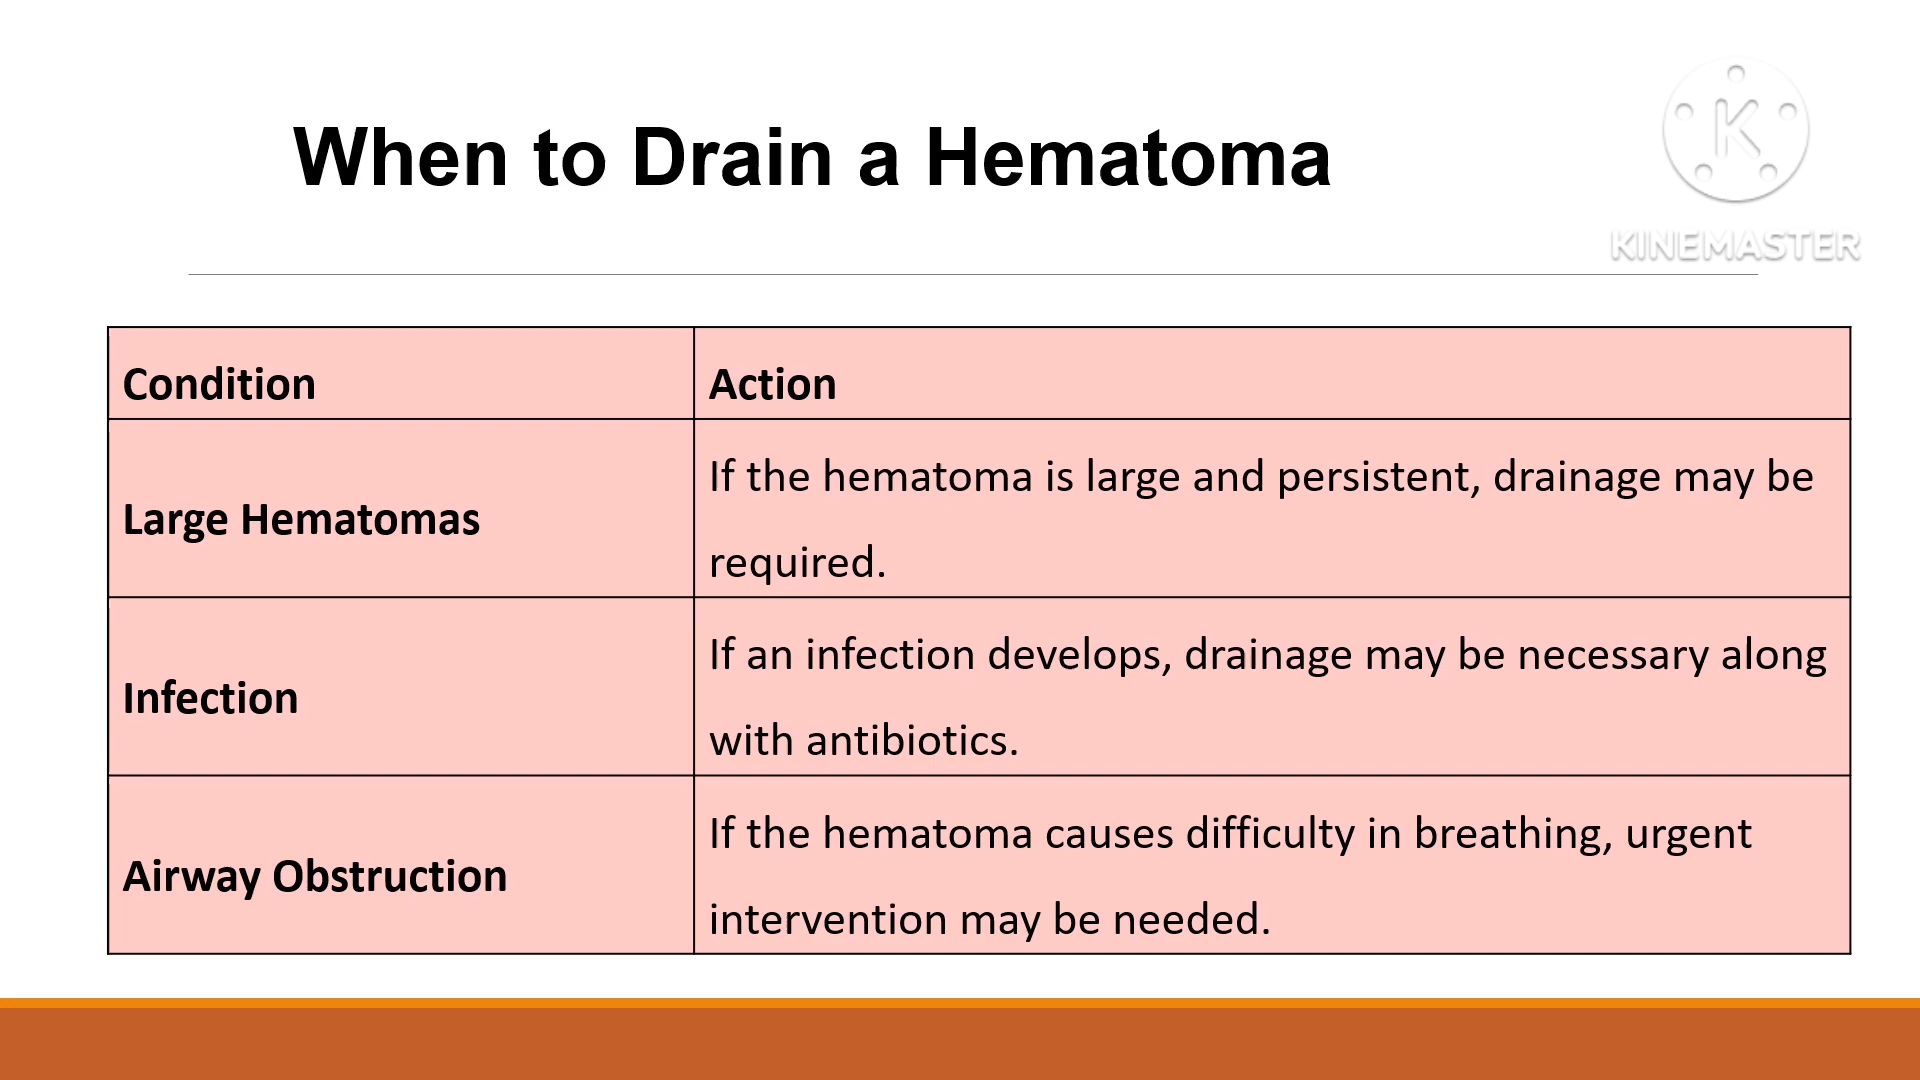 When to Drain a Hematoma
K
KINEMASTER
Condition
Action
Large Hematomas
If the hematoma is large and persistent, drainage may be
required.
Infection
If an infection develops, drainage may be necessary along
with antibiotics.
Airway Obstruction
If the hematoma causes difficulty in breathing, urgent
intervention may be needed.